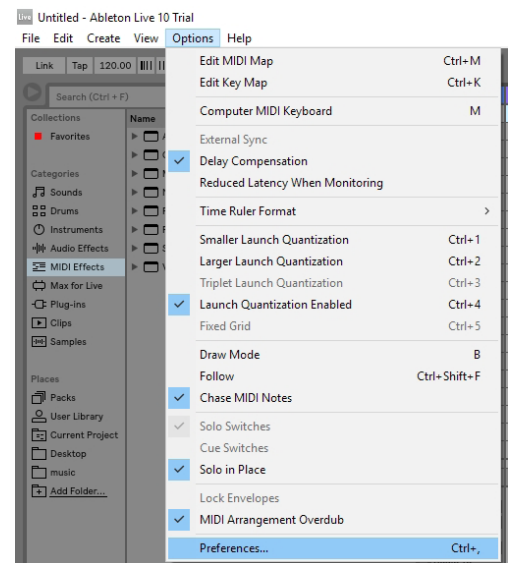 Live Untitled - Ableton Live 10 Trial
File Edit Create View Options Help
Link Tap 120.00
Search (Ctrl + F)
Collections
Favorites
Categories
Sounds
Drums
Instruments
Audio Effects
MIDI Effects
Max for Live
Plug-ins
Clips
Samples
Places
Packs
User Library
Current Project
Desktop
music
Add Folder...
Name
Edit MIDI Map Ctrl+M
Edit Key Map Ctrl+K
Computer MIDI Keyboard M
External Sync
Delay Compensation
Reduced Latency When Monitoring
Time Ruler Format
Smaller Launch Quantization Ctrl+1
Larger Launch Quantization Ctrl+2
Triplet Launch Quantization Ctrl+3
Launch Quantization Enabled Ctrl+4
Fixed Grid Ctrl+5
Draw Mode B
Follow Ctrl+Shift+F
Chase MIDI Notes
Solo Switches
Cue Switches
Solo in Place
Lock Envelopes
MIDI Arrangement Overdub
Preferences... Ctrl+,